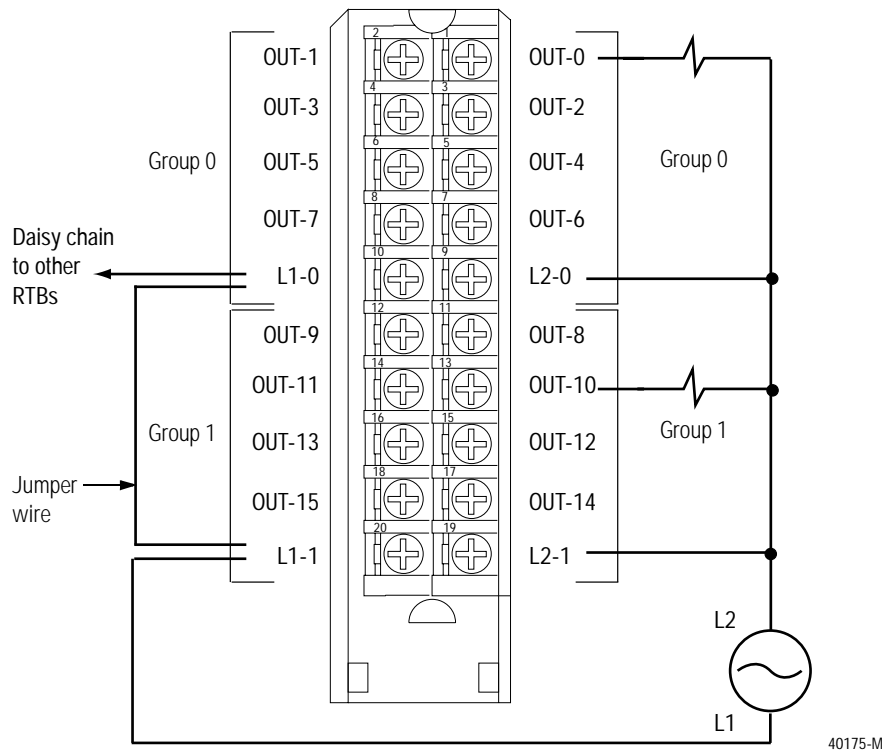 2 1
OUT-1 OUT-0
4 3
OUT-3 OUT-2
6 5
Group 0 OUT-5 OUT-4 Group 0
8 7
OUT-7 OUT-6
Daisy chain
to other
RTBs
10 9
L1-0 L2-0
12 11
OUT-9 OUT-8
14 13
OUT-11 OUT-10
16 15
Group 1 OUT-13 OUT-12 Group 1
18 17
Jumper
wire
OUT-15 OUT-14
20 19
L1-1 L2-1
L2
L1
40175-M